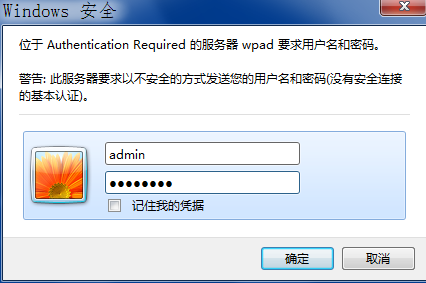 Windows 安全
位于 Authentication Required 的服务器 wpad 要求用户名和密码。
警告: 此服务器要求以不安全的方式发送您的用户名和密码(没有安全连接
的基本认证)。
admin
●●●●●●●●
记住我的凭据
确定 取消